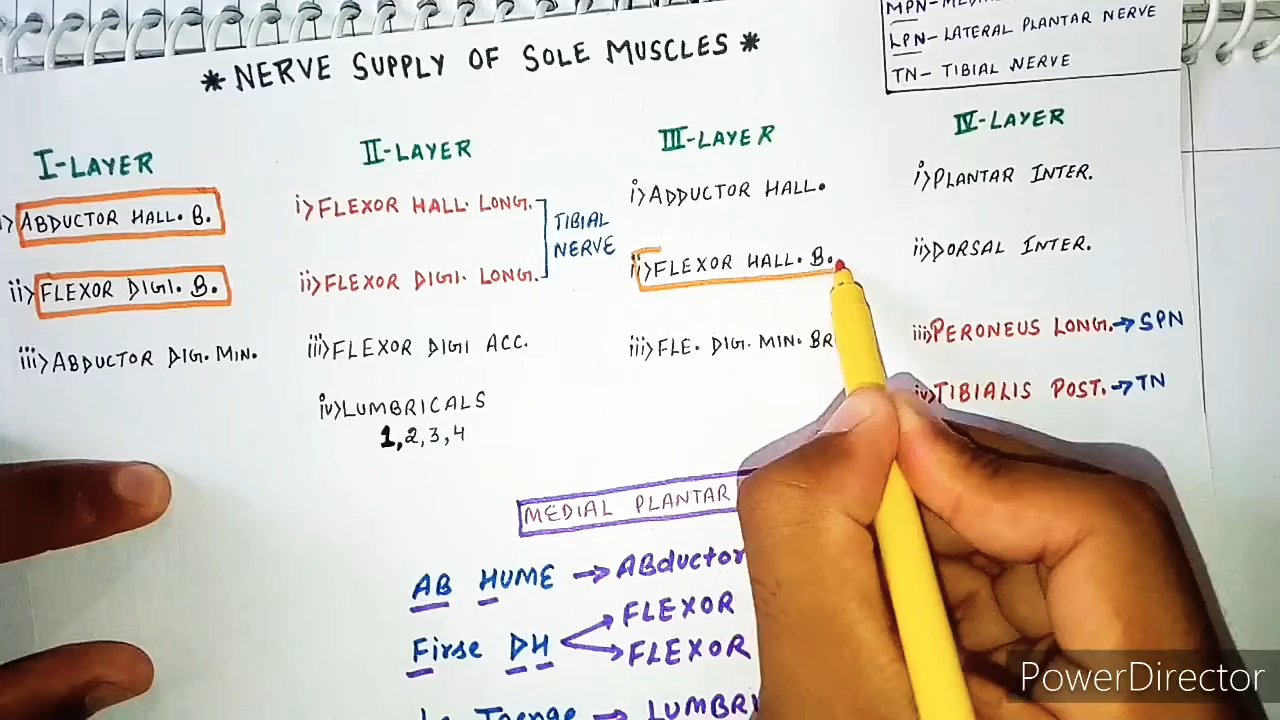 MPN-
LPN-LATERAL PLANTAR NERVE
TN-TIBIAL NERVE
*NERVE SUPPLY OF SOLE MUSCLES*
I-LAYER
i>ABDUCTOR HALL. B.
ii>FLEXOR DIGI. B.
iii>ABDUCTOR DIG. MIN.
II-LAYER
i>FLEXOR HALL. LONG.
ii>FLEXOR DIGI. LONG.
TIBIAL
NERVE
iii>FLEXOR DIGI ACC.
iv>LUMBRICALS
1,2,3,4
III-LAYER
i>ADDUCTOR HALL.
ii>FLEXOR HALL. B.
iii>FLE. DIG. MIN. BR
IV-LAYER
i>PLANTAR INTER.
ii>DORSAL INTER.
iii>PERONEUS LONG.→SPN
iv>TIBIALIS POST.→TN
MEDIAL PLANTAR
AB HUME →ABductor
Firse DH FLEXOR
FLEXOR
→ LUMBRI
PowerDirector